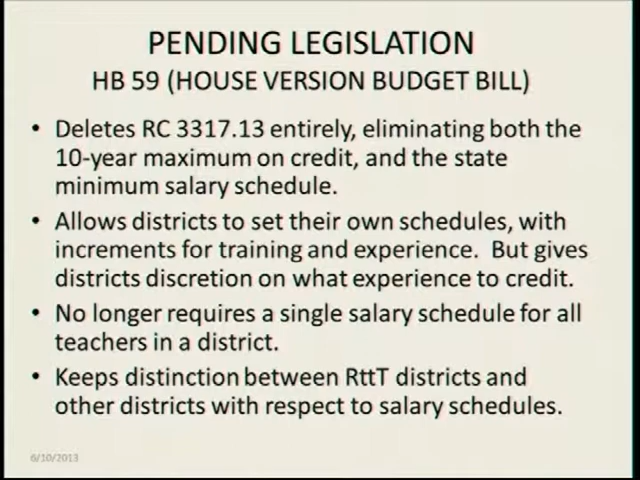 PENDING LEGISLATION
HB 59 (HOUSE VERSION BUDGET BILL)
• Deletes RC 3317.13 entirely, eliminating both the
10-year maximum on credit, and the state
minimum salary schedule.
• Allows districts to set their own schedules, with
increments for training and experience. But gives
districts discretion on what experience to credit.
• No longer requires a single salary schedule for all
teachers in a district.
• Keeps distinction between RttT districts and
other districts with respect to salary schedules.
6/10/2013